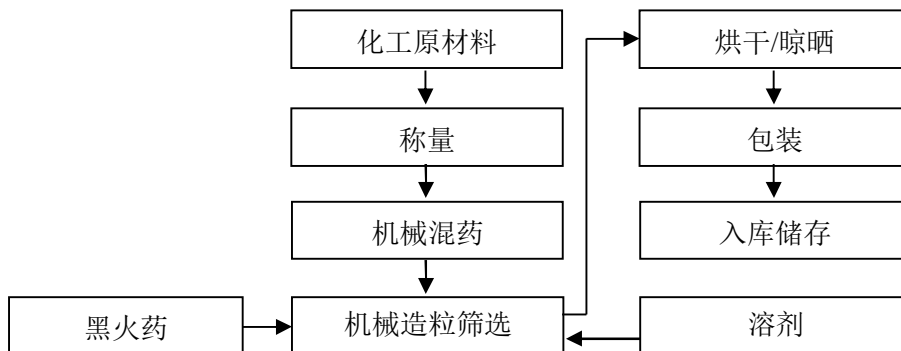 化工原材料
称量
机械混药
黑火药
机械造粒筛选
溶剂
烘干/晾晒
包装
入库储存